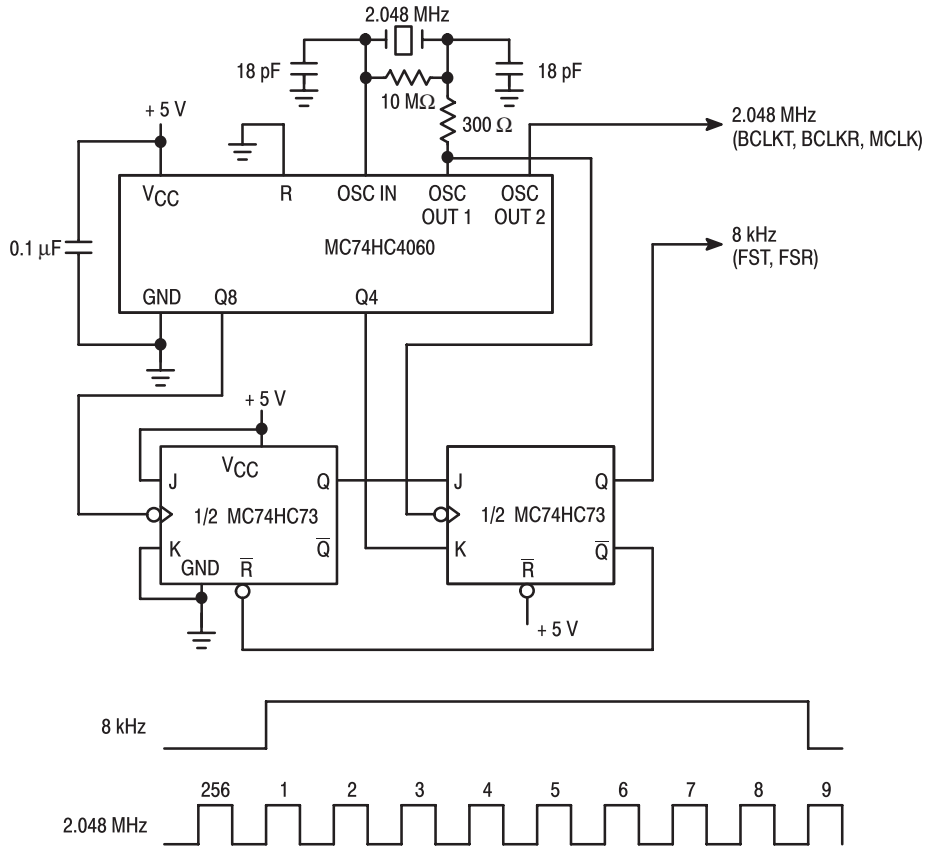 2.048 MHz
18 pF
18 pF
10 MΩ
300 Ω
+ 5 V
2.048 MHz
(BCLKT, BCLKR, MCLK)
VCC
R
OSC IN
OSC
OUT 1
OSC
OUT 2
0.1 μF
MC74HC4060
8 kHz
(FST, FSR)
GND
Q8
Q4
+ 5 V
VCC
J
Q
J
Q
1/2 MC74HC73
1/2 MC74HC73
K
Q̅
K
Q̅
GND
R̅
R̅
+ 5 V
8 kHz
256
1
2
3
4
5
6
7
8
9
2.048 MHz